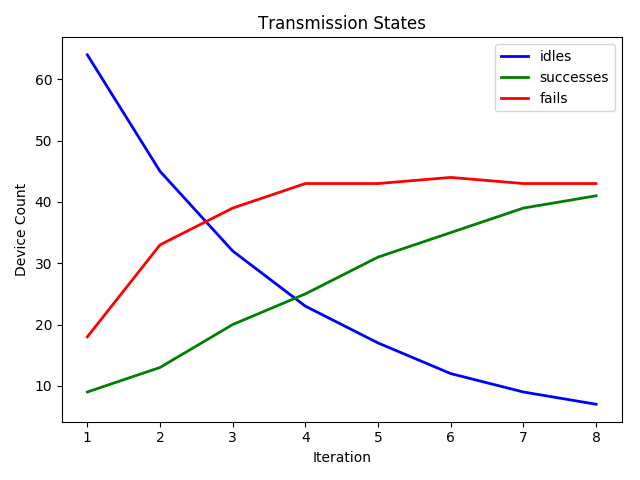 Transmission States
idles
successes
fails
Device Count
60
50
40
30
20
10
1 2 3 4 5 6 7 8
Iteration